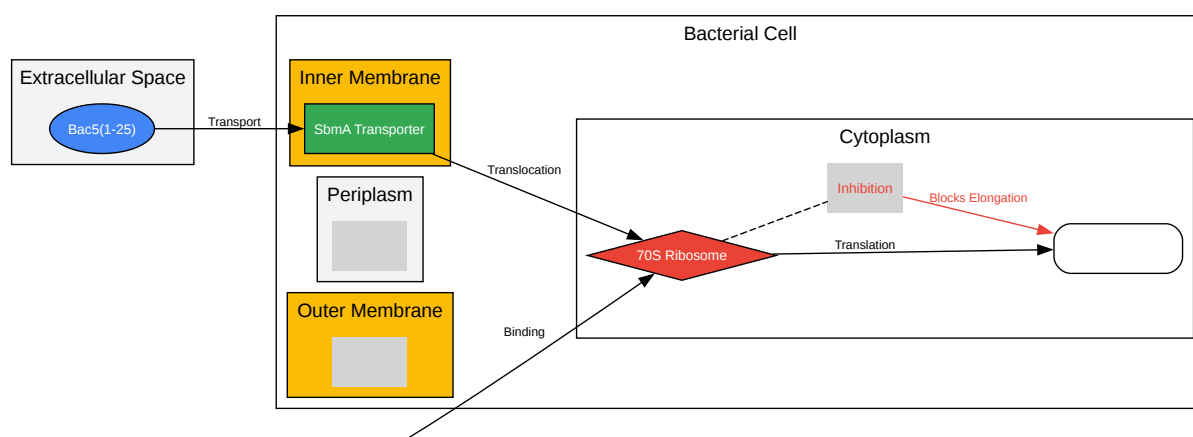 Bacterial Cell
Extracellular Space
Bac5(1-25)
Transport
Inner Membrane
SbmA Transporter
Translocation
Periplasm
Outer Membrane
Binding
Cytoplasm
Inhibition
Blocks Elongation
70S Ribosome
Translation